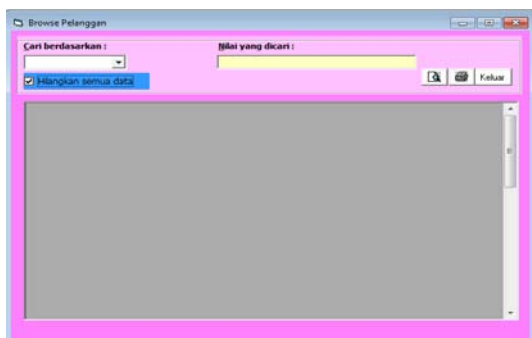 Browse Pelanggan
Cari berdasarkan :
Nilai yang dicari :
Hilangkan semua data
Keluar